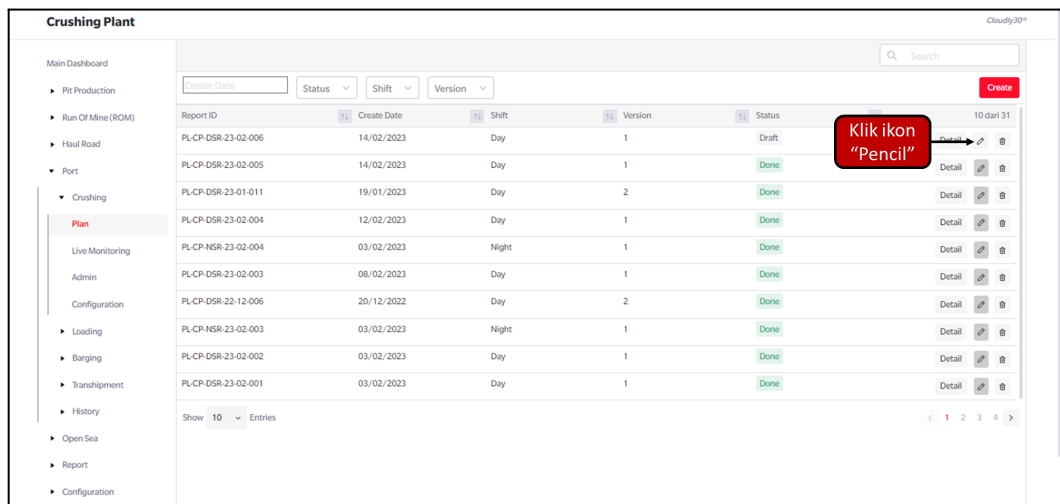 Crushing Plant
Cloudly30°
Search
Main Dashboard
Pit Production
Run Of Mine (ROM)
Haul Road
Port
Crushing
Plan
Live Monitoring
Admin
Configuration
Loading
Barging
Transhipment
History
Open Sea
Report
Configuration
Create Date Status Shift Version Create
Report ID Create Date Shift Version Status 10 dari 31
PL-CP-DSR-23-02-006 14/02/2023 Day 1 Draft Detail
PL-CP-DSR-23-02-005 14/02/2023 Day 1 Done Detail
PL-CP-DSR-23-01-011 19/01/2023 Day 2 Done Detail
PL-CP-DSR-23-02-004 12/02/2023 Day 1 Done Detail
PL-CP-NSR-23-02-004 03/02/2023 Night 1 Done Detail
PL-CP-DSR-23-02-003 08/02/2023 Day 1 Done Detail
PL-CP-DSR-22-12-006 20/12/2022 Day 2 Done Detail
PL-CP-NSR-23-02-003 03/02/2023 Night 1 Done Detail
PL-CP-DSR-23-02-002 03/02/2023 Day 1 Done Detail
PL-CP-DSR-23-02-001 03/02/2023 Day 1 Done Detail
Klik ikon
“Pencil”
Show 10 Entries
< 1 2 3 4 >